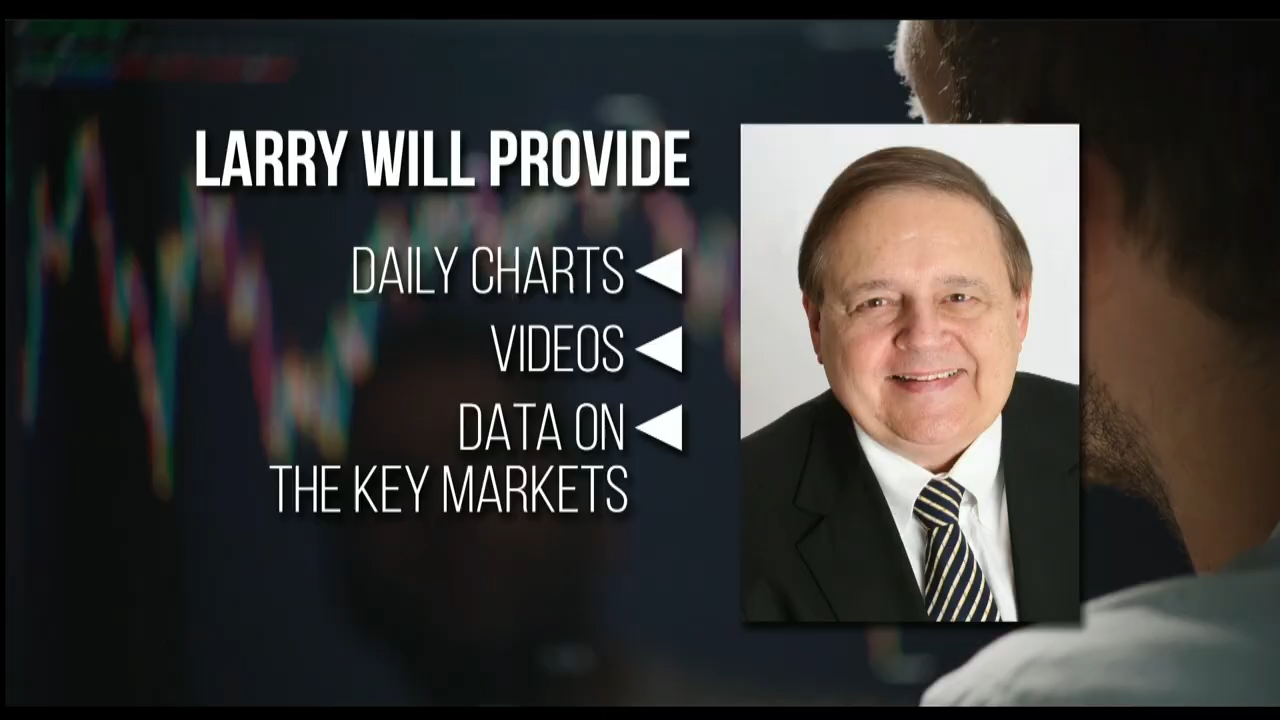 LARRY WILL PROVIDE
DAILY CHARTS
VIDEOS
DATA ON
THE KEY MARKETS